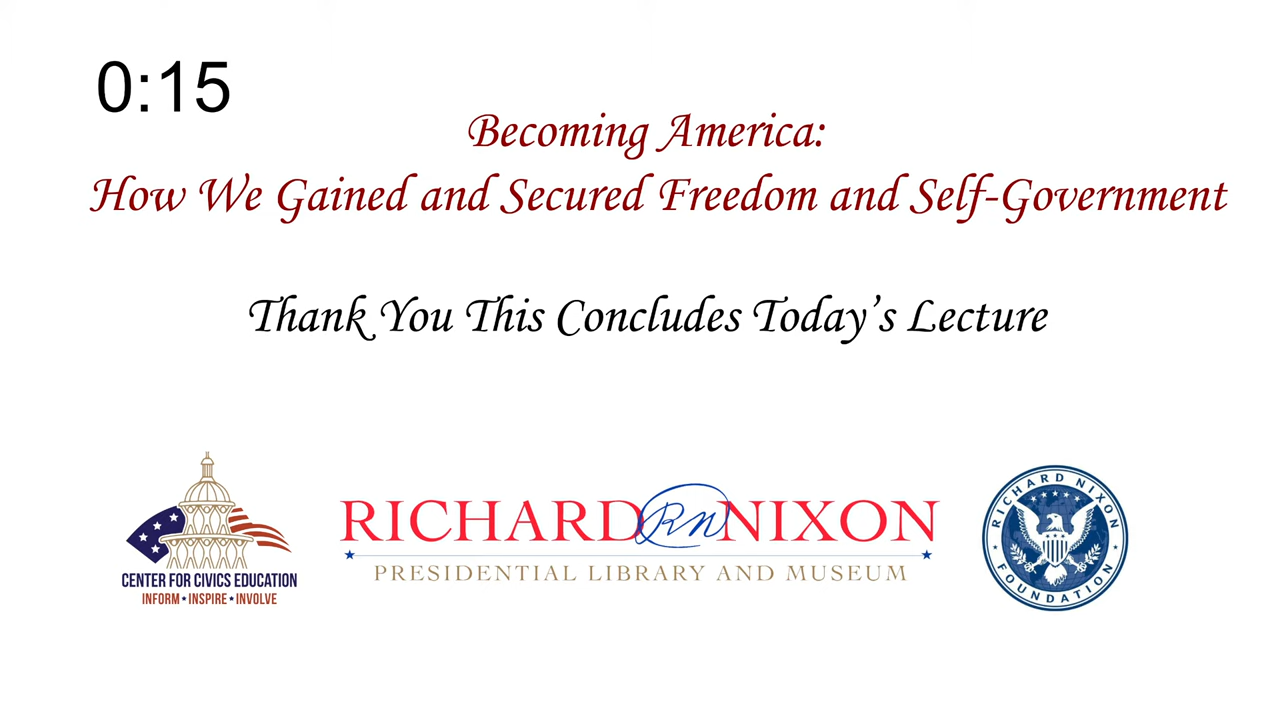 0:15
Becoming America:
How We Gained and Secured Freedom and Self-Government
Thank You This Concludes Today’s Lecture
CENTER FOR CIVICS EDUCATION
INFORM ★ INSPIRE ★ INVOLVE
RICHARD RN NIXON
PRESIDENTIAL LIBRARY AND MUSEUM
RICHARD NIXON
FOUNDATION